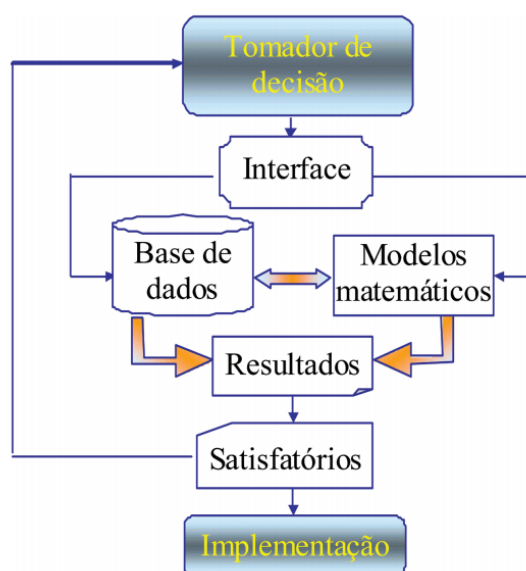 Tomador de
decisão
Interface
Base de
dados
Modelos
matemáticos
Resultados
Satisfatórios
Implementação